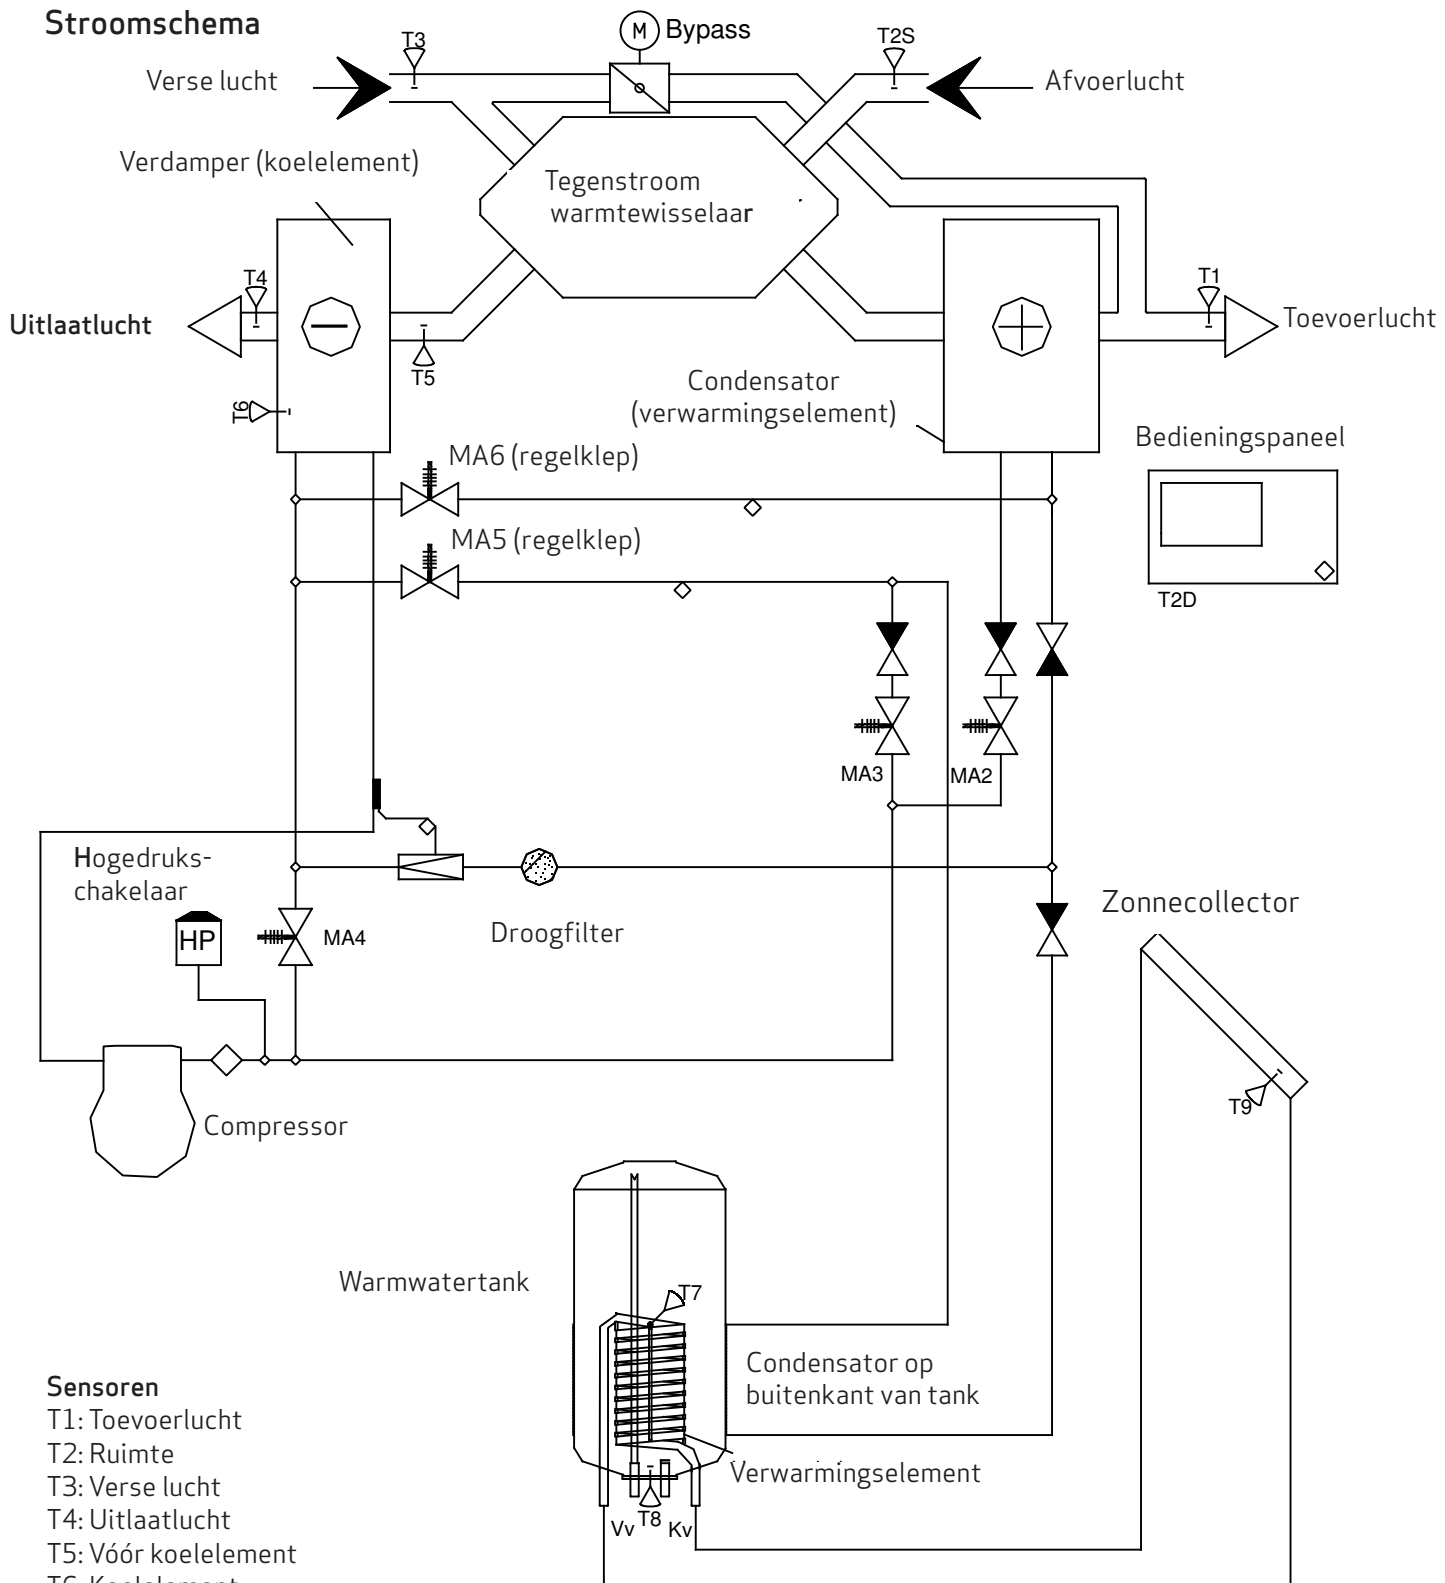 Stroomschema
M Bypass
T3
T2S
Verse lucht
Afvoerlucht
Verdamper (koelelement)
Tegenstroom
warmtewisselaar
T4
T1
Uitlaatlucht
Toevoerlucht
T5
Condensator
(verwarmingselement)
T6
Bedieningspaneel
MA6 (regelklep)
MA5 (regelklep)
T2D
MA3
MA2
Hogedruks-
chakelaar
HP
MA4
Droogfilter
Zonnecollector
T9
Compressor
Warmwatertank
T7
Condensator op
buitenkant van tank
Verwarmingselement
Vv T8 Kv
Sensoren
T1: Toevoerlucht
T2: Ruimte
T3: Verse lucht
T4: Uitlaatlucht
T5: Vóór koelelement
T6: Koelelement